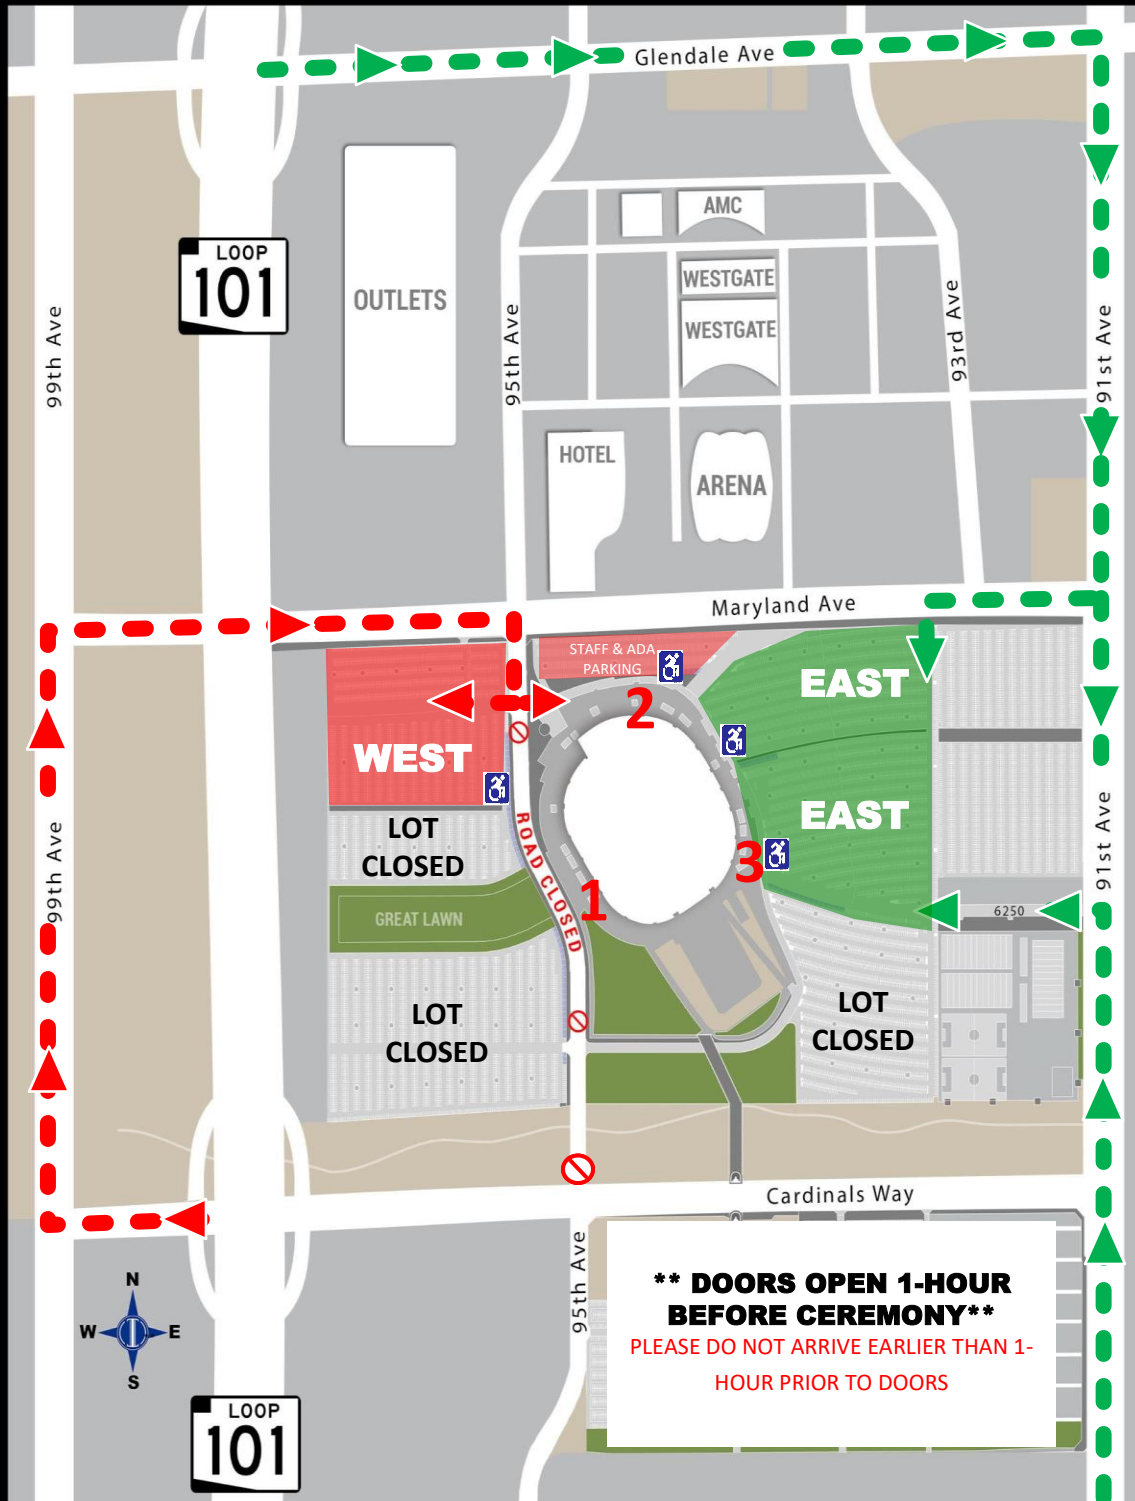 Glendale Ave
AMC
LOOP
101
WESTGATE
OUTLETS
WESTGATE
99th Ave
95th Ave
93rd Ave
91st Ave
HOTEL
ARENA
Maryland Ave
STAFF & ADA
PARKING
EAST
2
WEST
EAST
LOT
CLOSED
ROAD CLOSED
3
99th Ave
91st Ave
1
GREAT LAWN
6250
LOT
CLOSED
LOT
CLOSED
Cardinals Way
95th Ave
N
W
E
S
** DOORS OPEN 1-HOUR
BEFORE CEREMONY**
PLEASE DO NOT ARRIVE EARLIER THAN 1-
HOUR PRIOR TO DOORS
LOOP
101